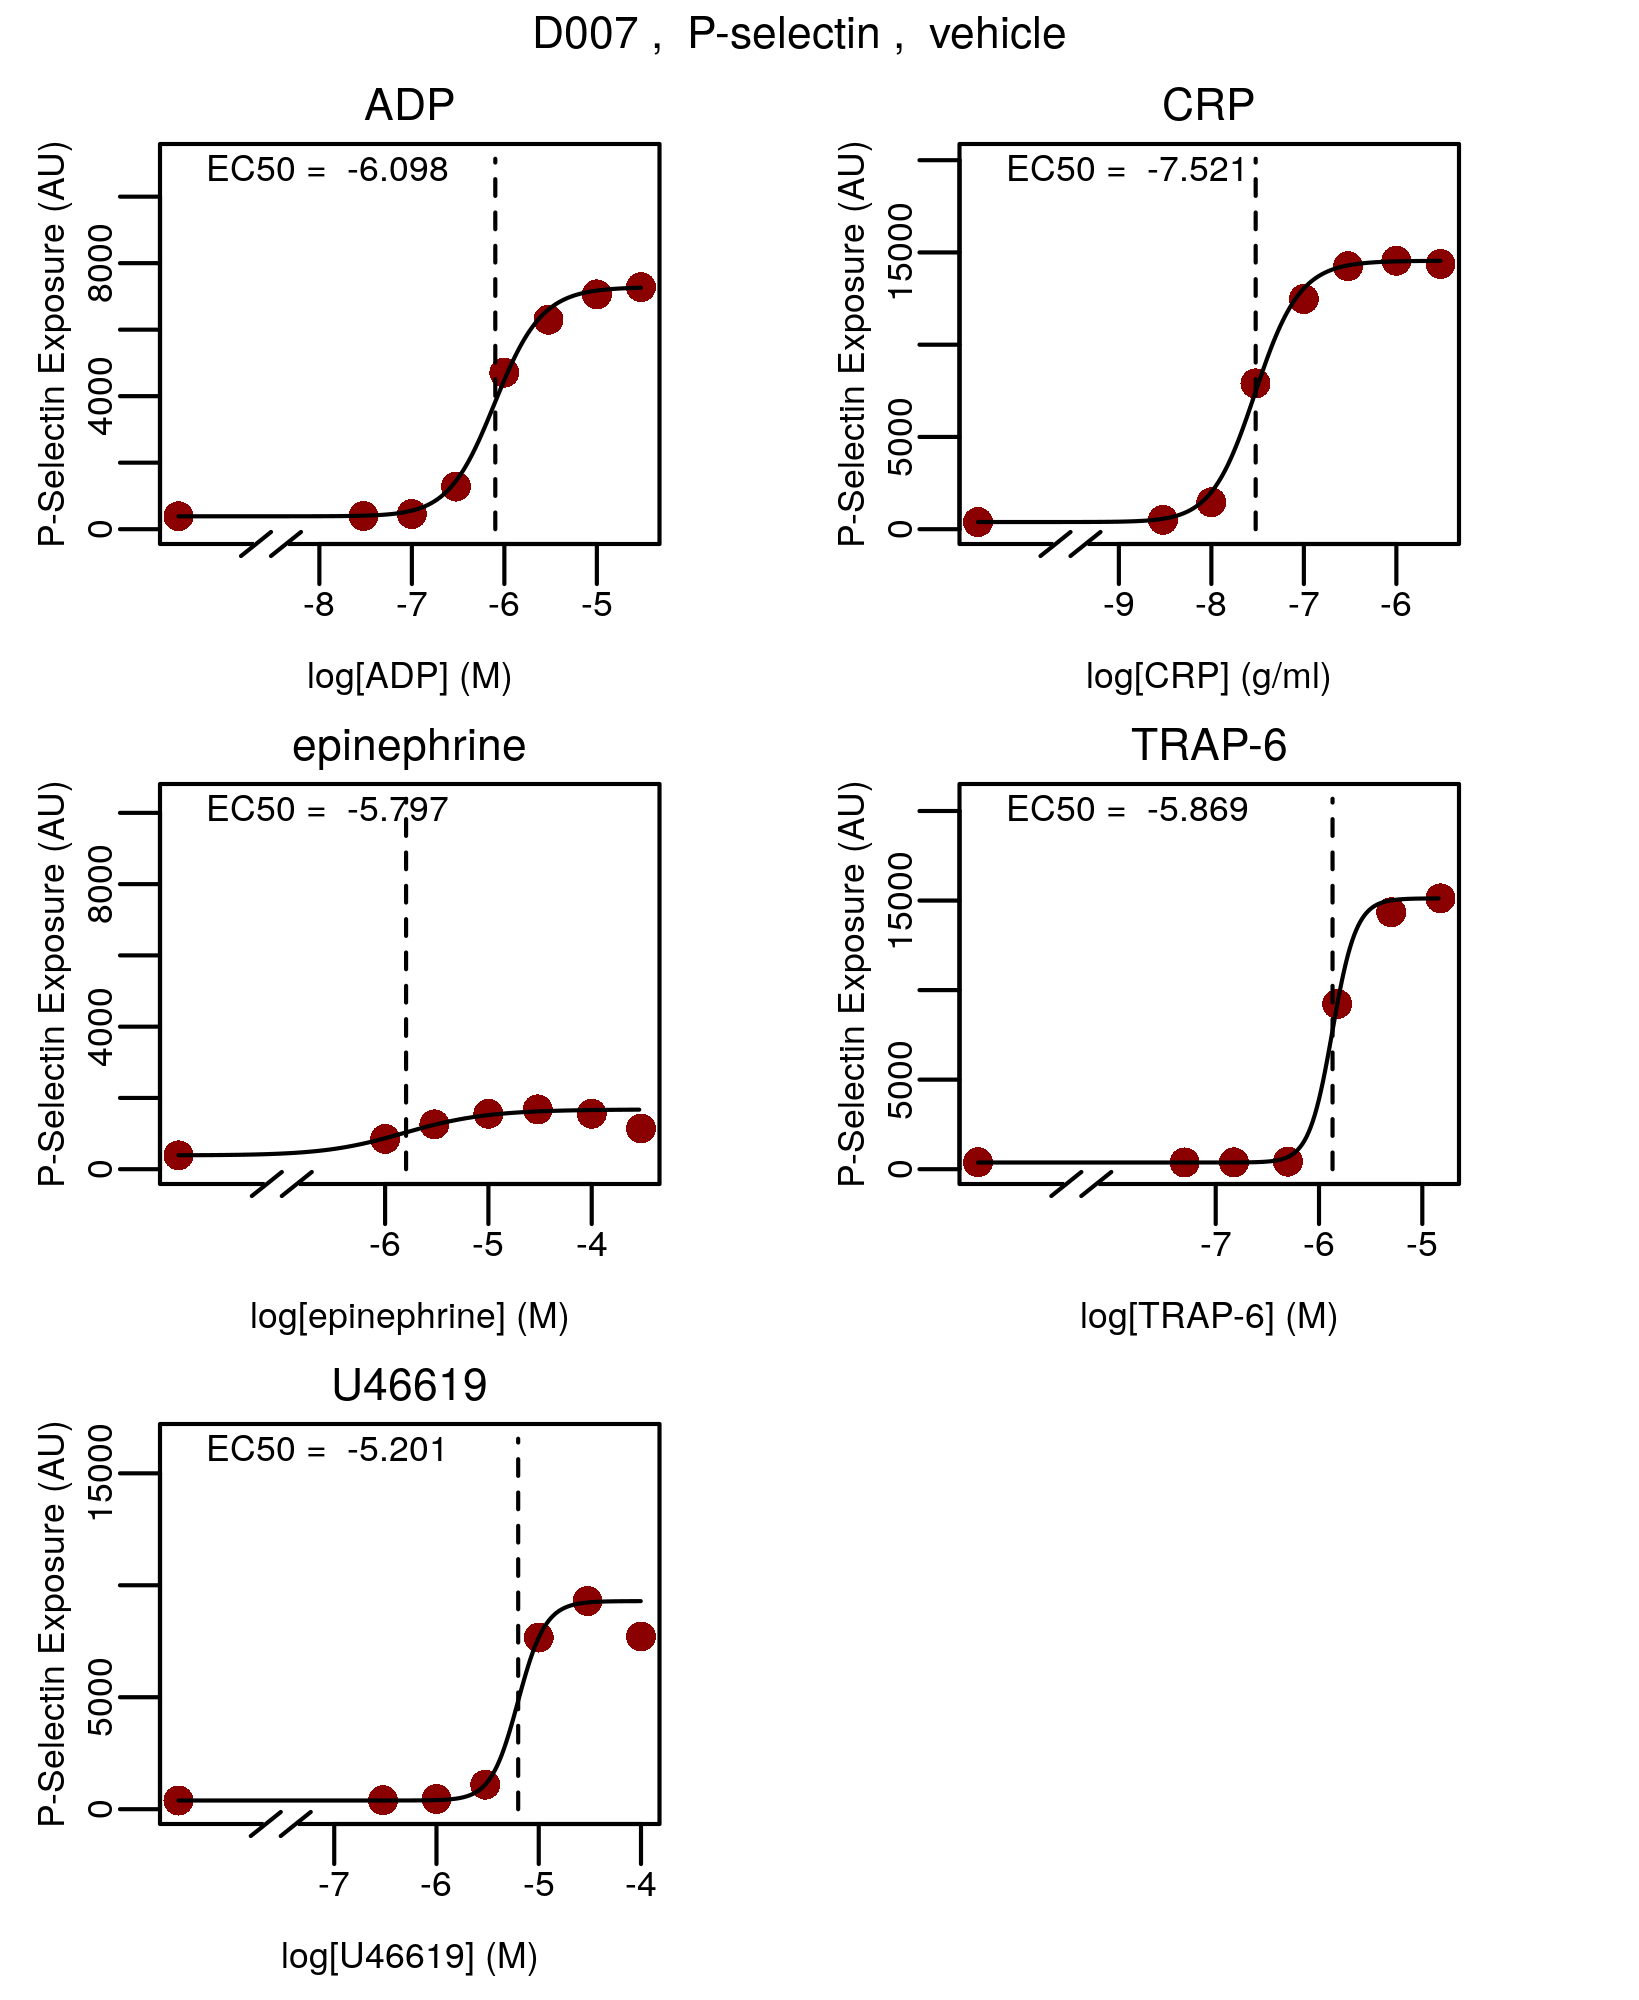 D007 , P-selectin , vehicle
ADP
EC50 = -6.098
P-Selectin Exposure (AU)
0 4000 8000
-8 -7 -6 -5
log[ADP] (M)
CRP
EC50 = -7.521
P-Selectin Exposure (AU)
0 5000 15000
-9 -8 -7 -6
log[CRP] (g/ml)
epinephrine
EC50 = -5.797
P-Selectin Exposure (AU)
0 4000 8000
-6 -5 -4
log[epinephrine] (M)
TRAP-6
EC50 = -5.869
P-Selectin Exposure (AU)
0 5000 15000
-7 -6 -5
log[TRAP-6] (M)
U46619
EC50 = -5.201
P-Selectin Exposure (AU)
0 5000 15000
-7 -6 -5 -4
log[U46619] (M)